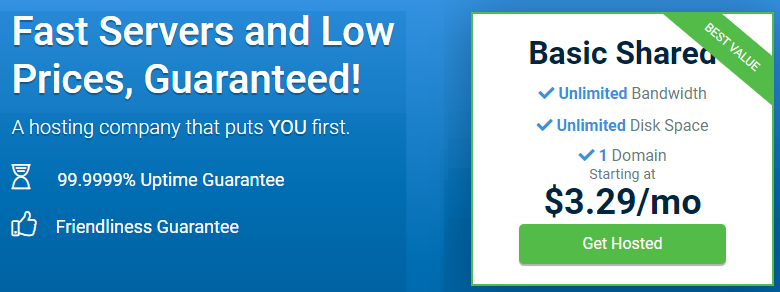 Fast Servers and Low
Prices, Guaranteed!
A hosting company that puts YOU first.
99.9999% Uptime Guarantee
Friendliness Guarantee
BEST VALUE
Basic Shared
Unlimited Bandwidth
Unlimited Disk Space
1 Domain
Starting at
$3.29/mo
Get Hosted